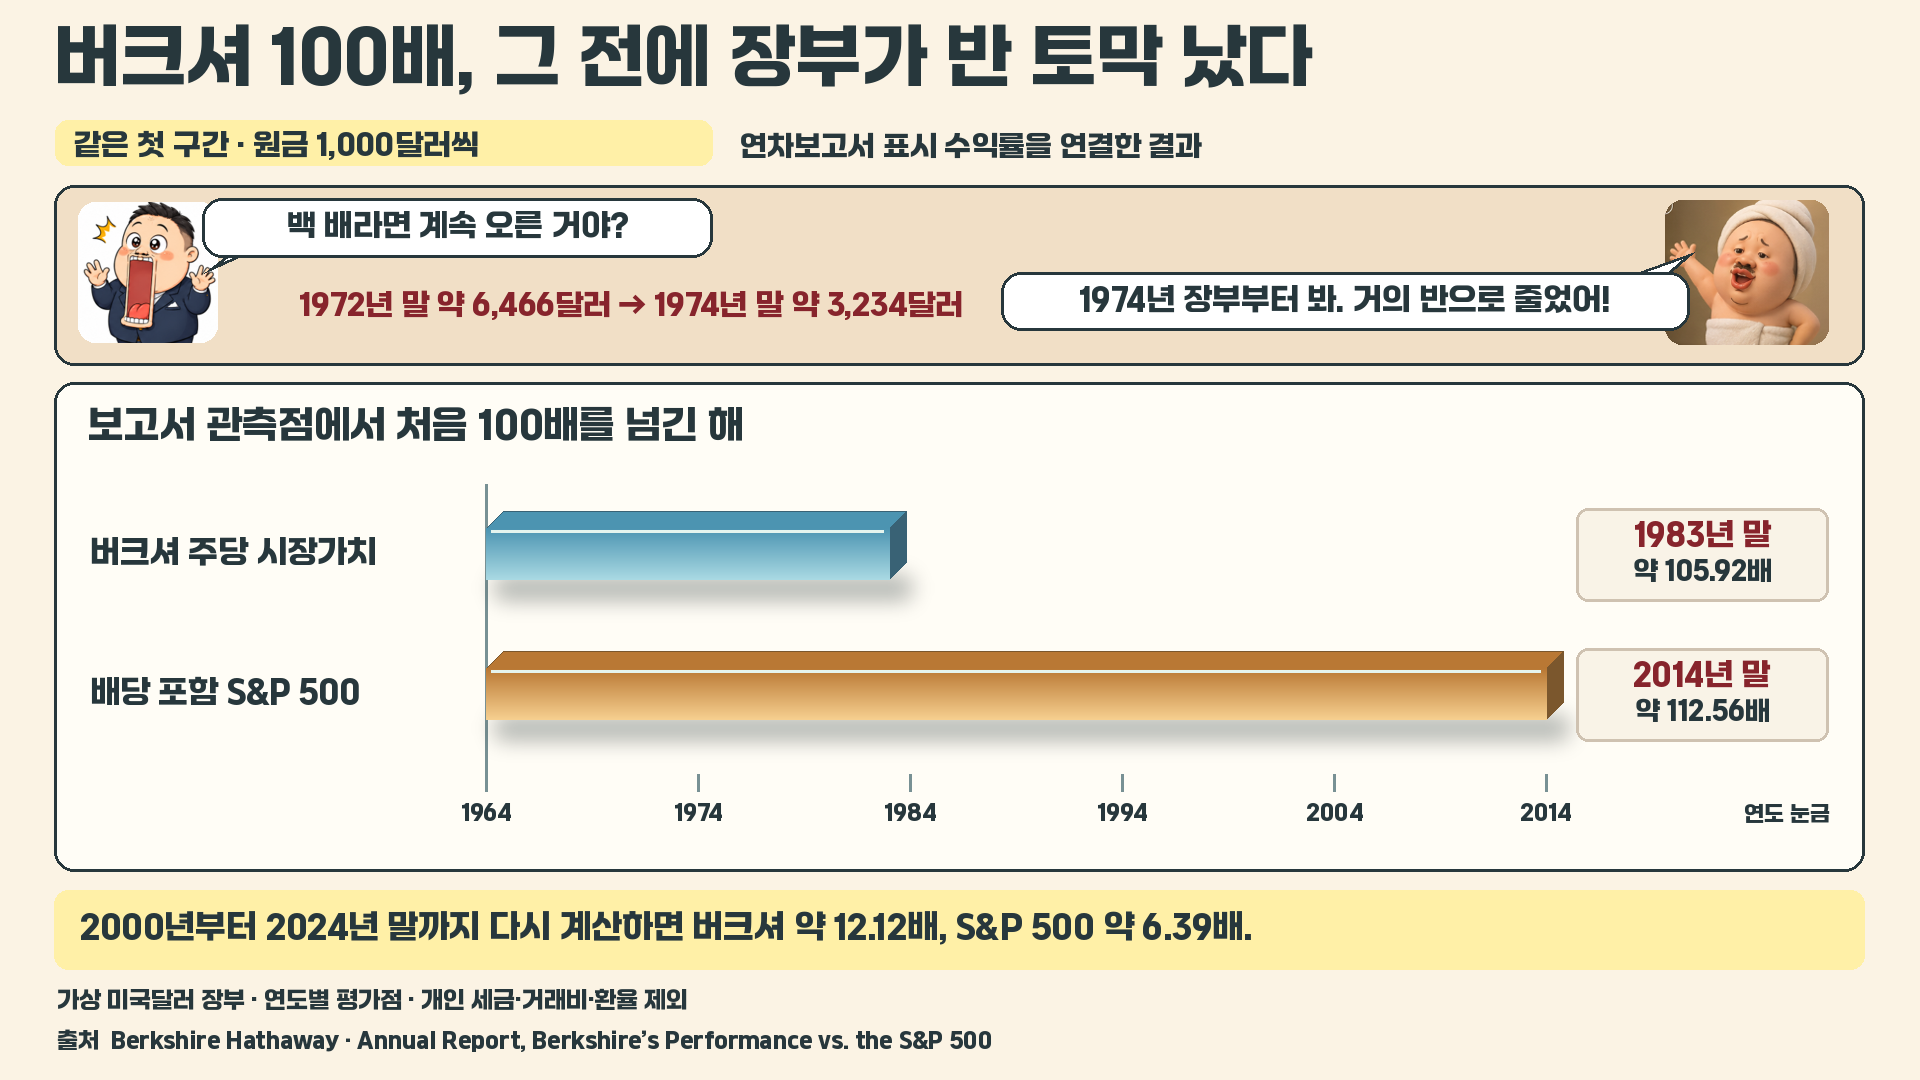 버크셔 100배, 그 전에 장부가 반 토막 났다
같은 첫 구간 · 원금 1,000달러씩
연차보고서 표시 수익률을 연결한 결과
백 배라면 계속 오른 거야?
1972년 말 약 6,466달러 → 1974년 말 약 3,234달러
1974년 장부부터 봐. 거의 반으로 줄었어!
보고서 관측점에서 처음 100배를 넘긴 해
버크셔 주당 시장가치
1983년 말
약 105.92배
배당 포함 S&P 500
2014년 말
약 112.56배
1964 1974 1984 1994 2004 2014 연도 눈금
2000년부터 2024년 말까지 다시 계산하면 버크셔 약 12.12배, S&P 500 약 6.39배.
가상 미국달러 장부 · 연도별 평가점 · 개인 세금·거래비·환율 제외
출처 Berkshire Hathaway · Annual Report, Berkshire’s Performance vs. the S&P 500